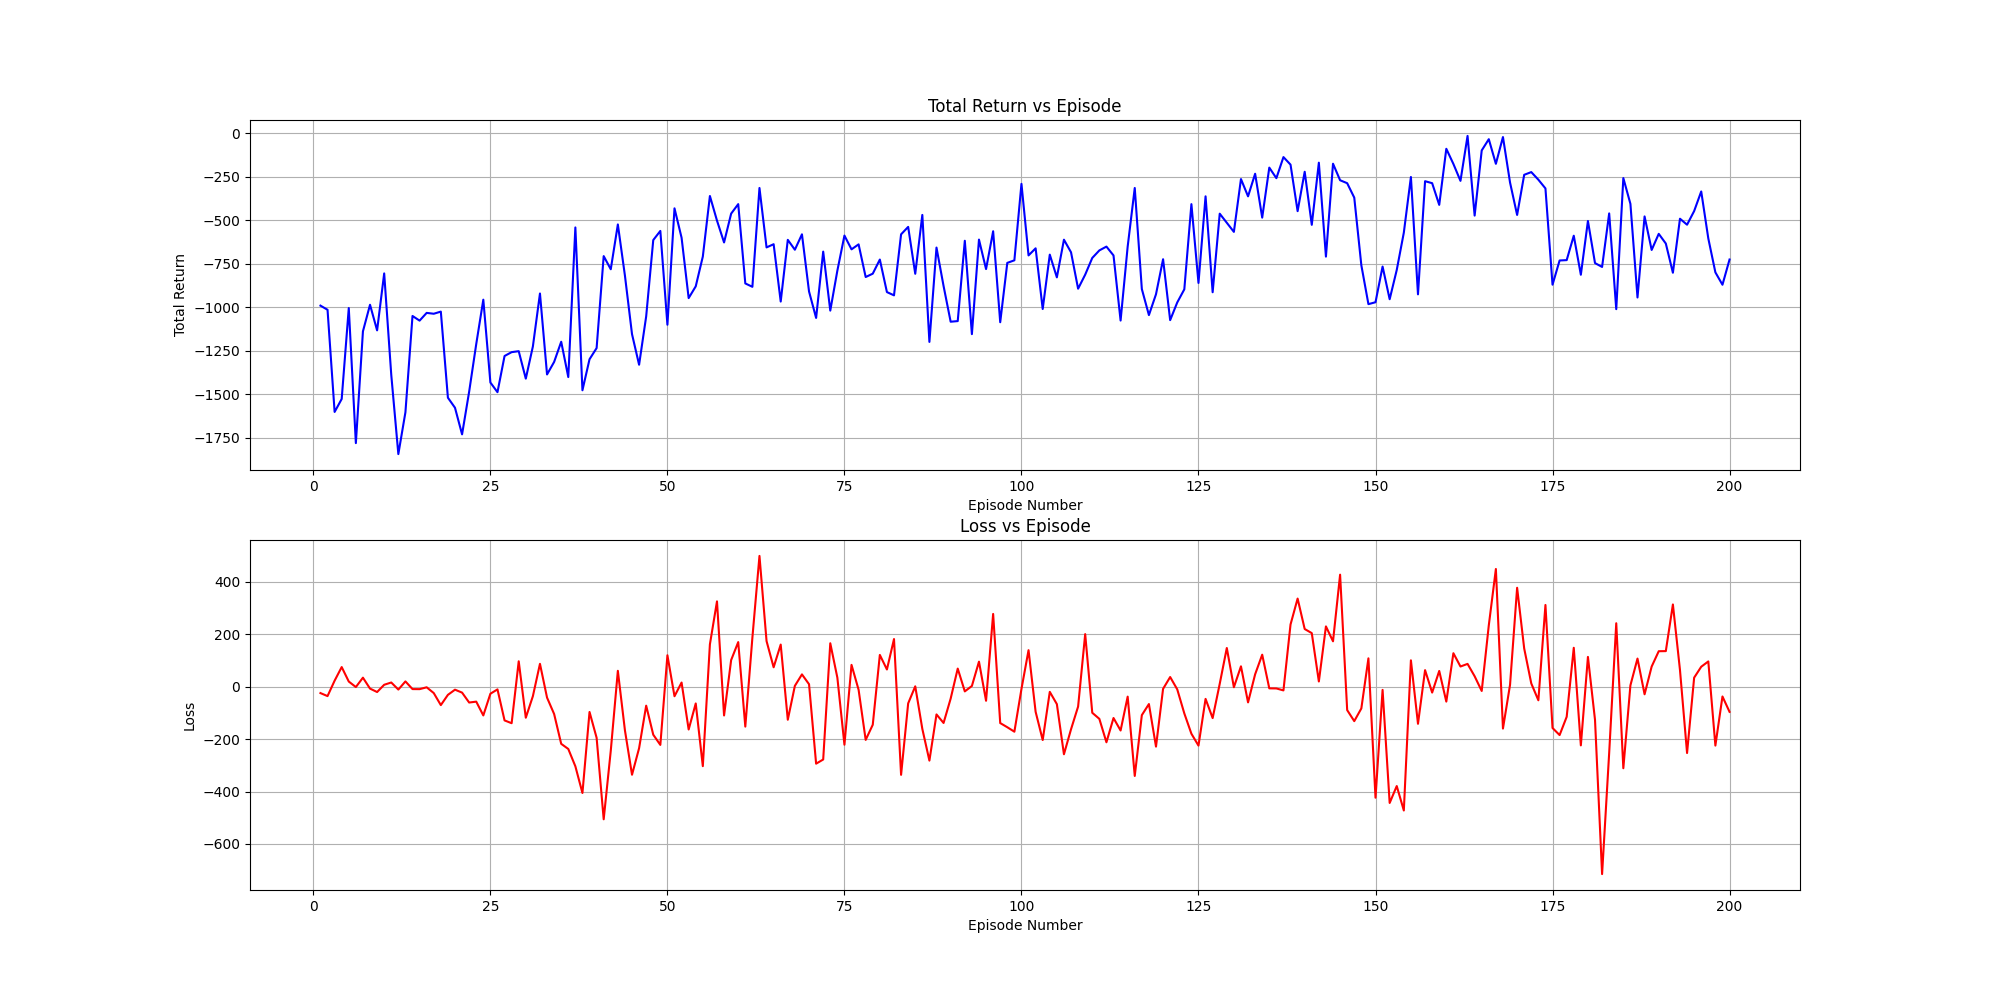 Total Return vs Episode
0
−250
−500
−750
−1000
−1250
−1500
−1750
Total Return
0 25 50 75 100 125 150 175 200
Episode Number
Loss vs Episode
400
200
0
−200
−400
−600
Loss
0 25 50 75 100 125 150 175 200
Episode Number